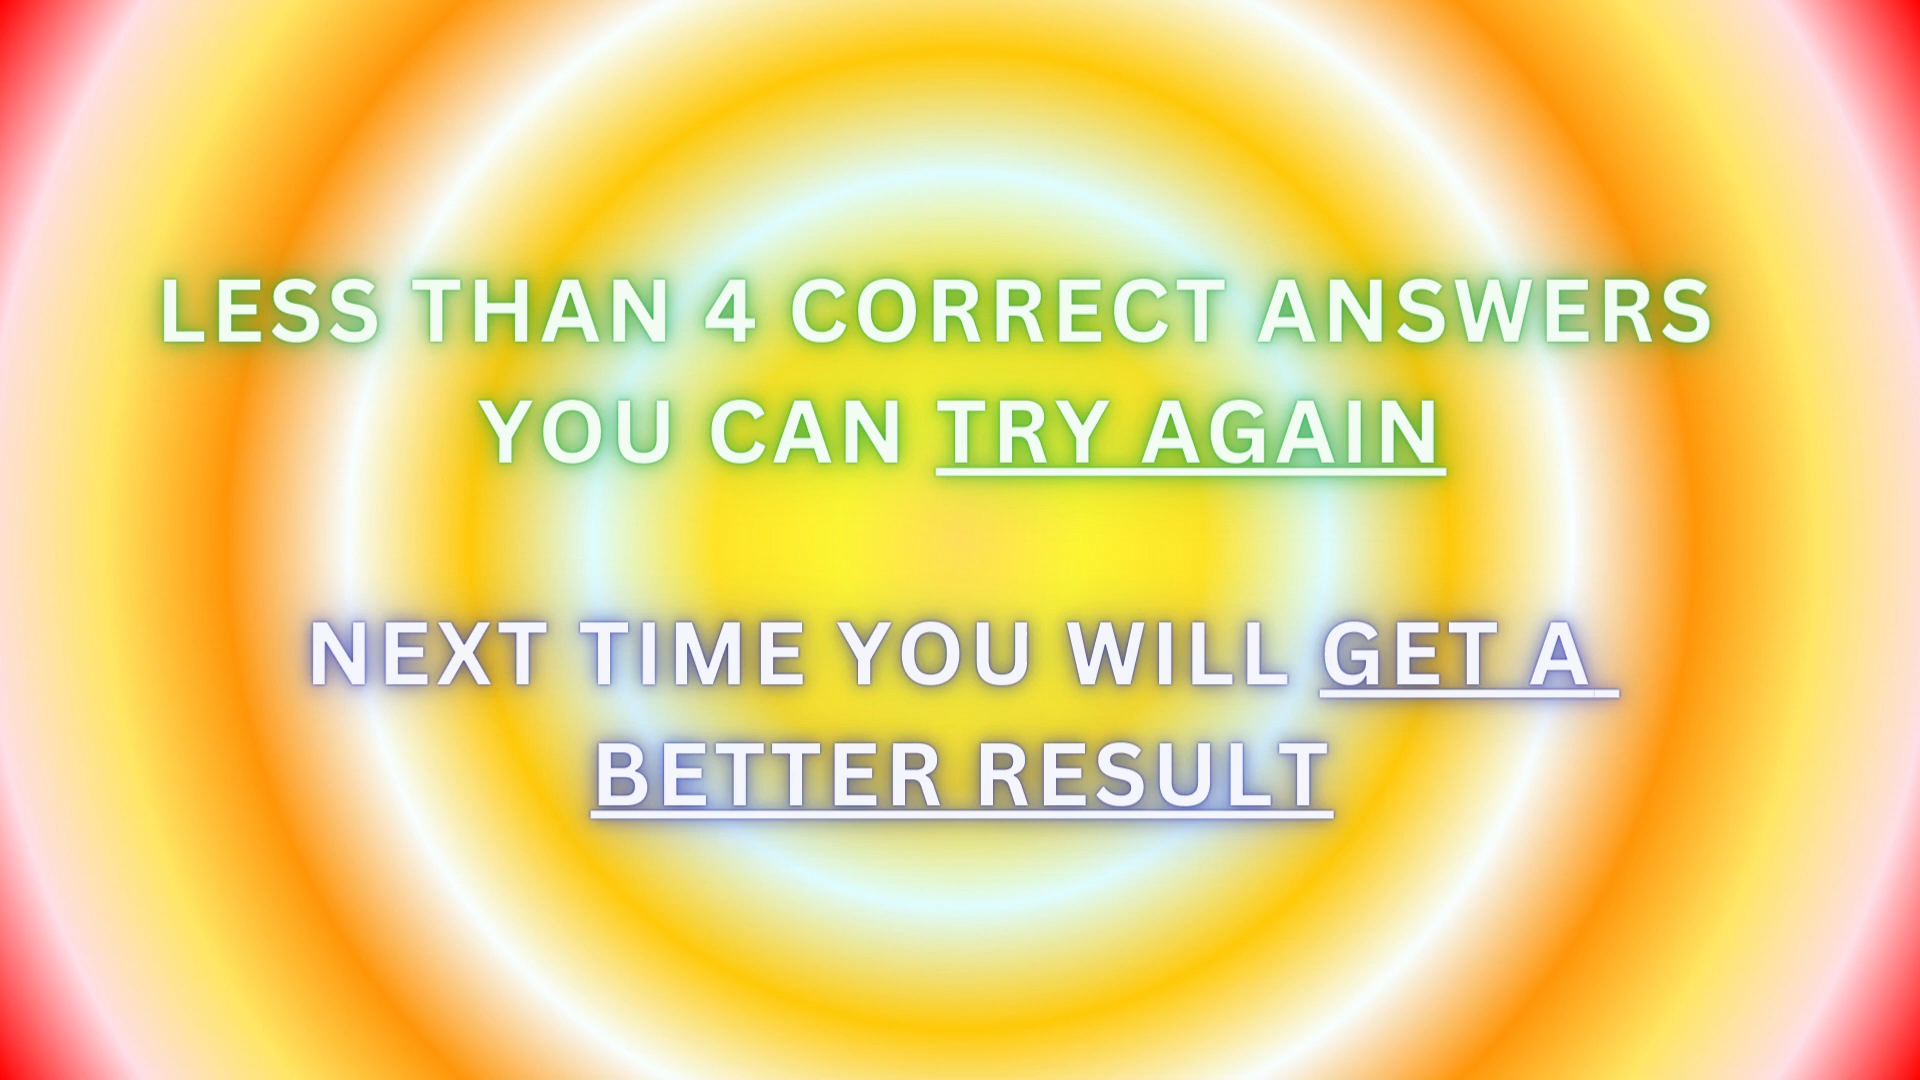 LESS THAN 4 CORRECT ANSWERS
YOU CAN TRY AGAIN
NEXT TIME YOU WILL GET A
BETTER RESULT